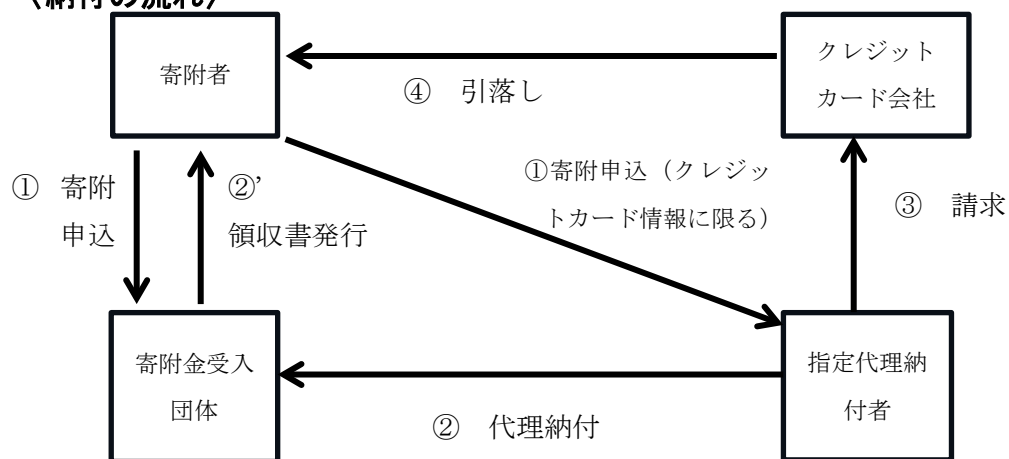 （納付の流れ）
寄附者
クレジット
カード会社
④　引落し
①　寄附
申込
②’
領収書発行
①寄附申込（クレジッ
トカード情報に限る）
③　請求
寄附金受入
団体
指定代理納
付者
②　代理納付